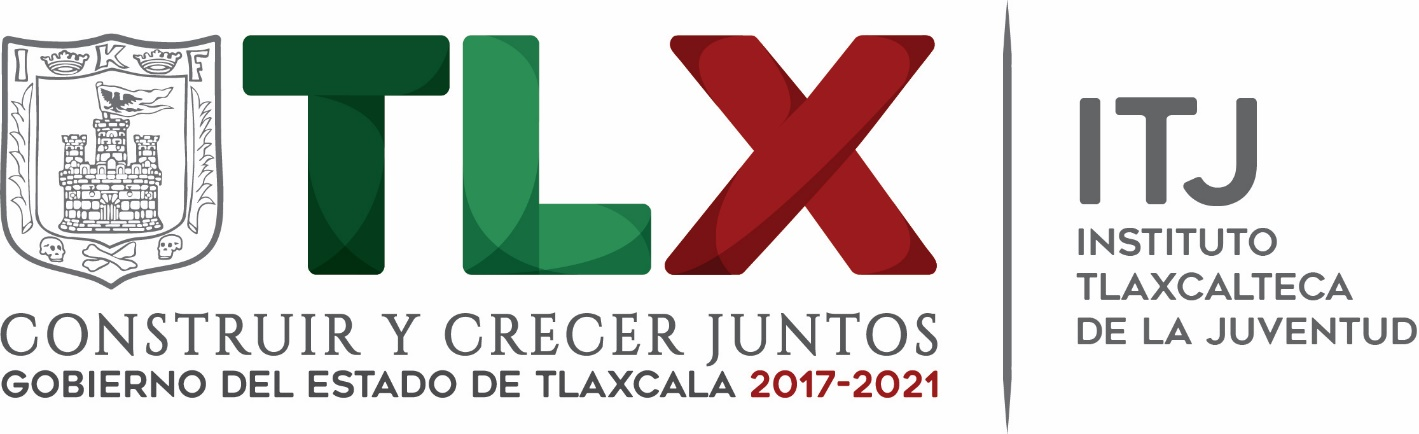 I K F
TLX
CONSTRUIR Y CRECER JUNTOS
GOBIERNO DEL ESTADO DE TLAXCALA 2017-2021
ITJ
INSTITUTO
TLAXCALTECA
DE LA JUVENTUD